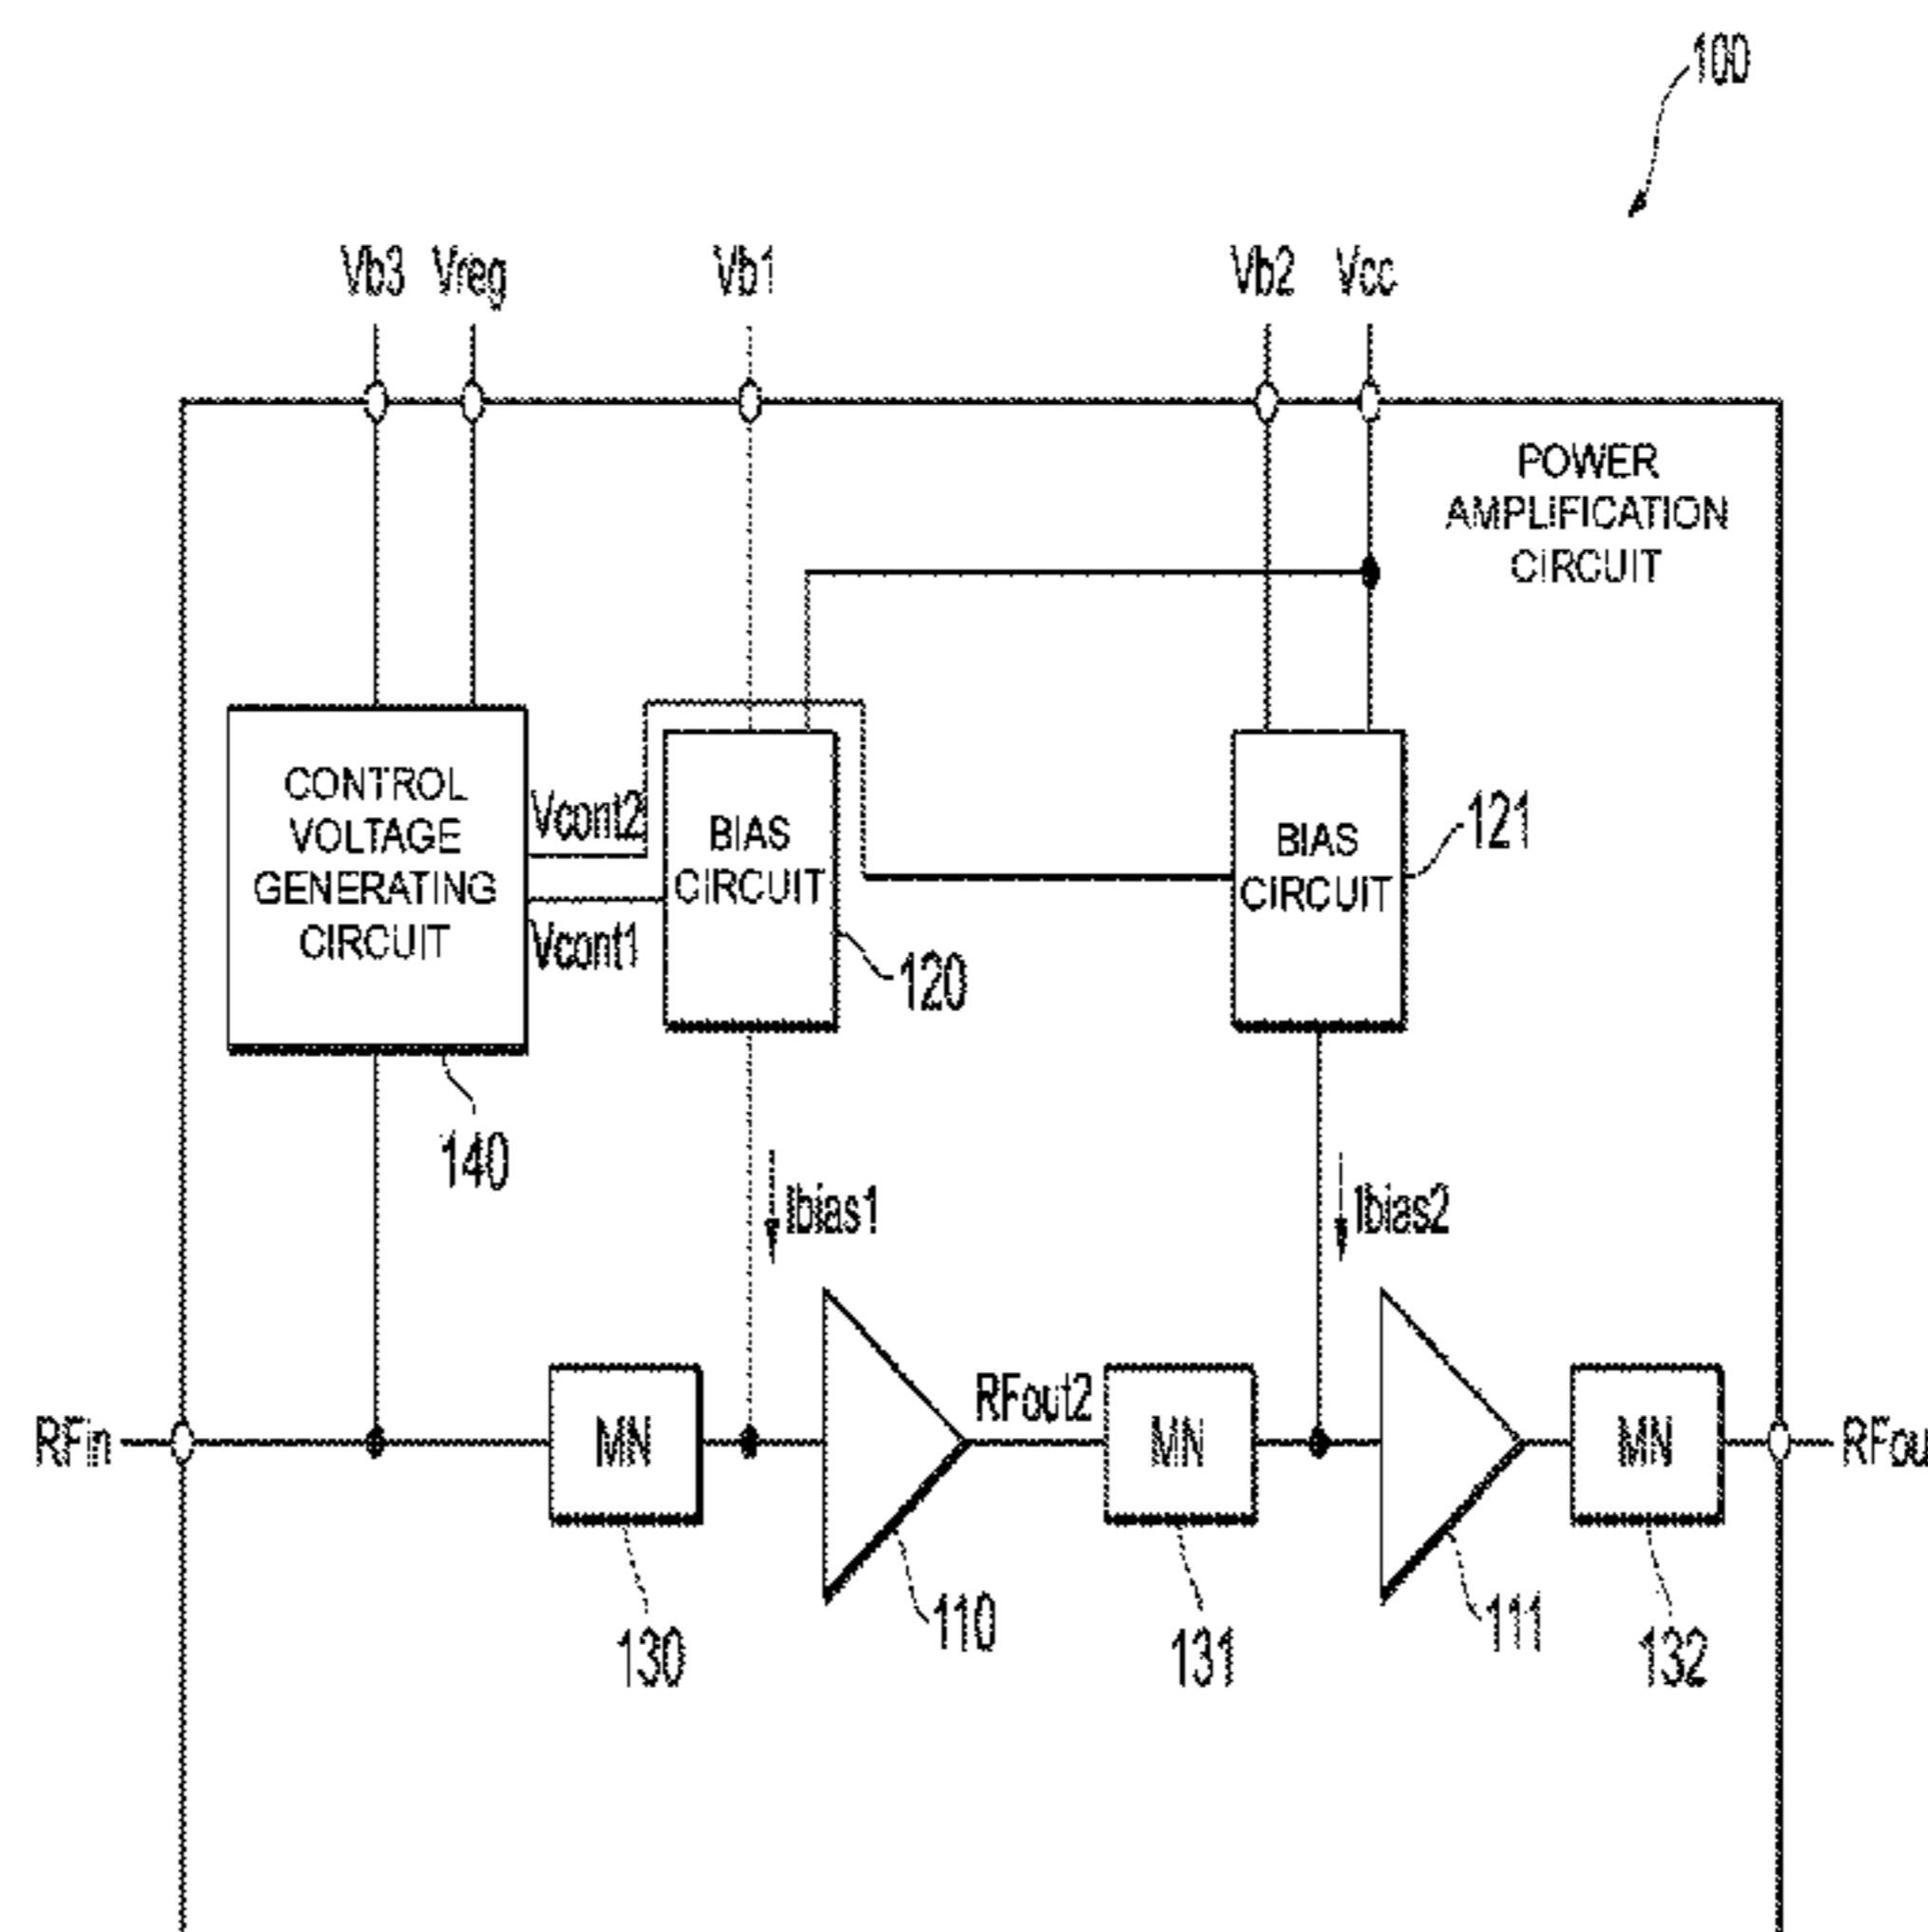 100
Vb3 Vreg Vb1 Vb2 Vcc
POWER
AMPLIFICATION
CIRCUIT
CONTROL
VOLTAGE
GENERATING
CIRCUIT
Vcont2
Vcont1
BIAS
CIRCUIT
BIAS
CIRCUIT
121
120
140
Ibias1
Ibias2
RFin
MN
RFout2
MN
MN
RFou
130
110
131
111
132